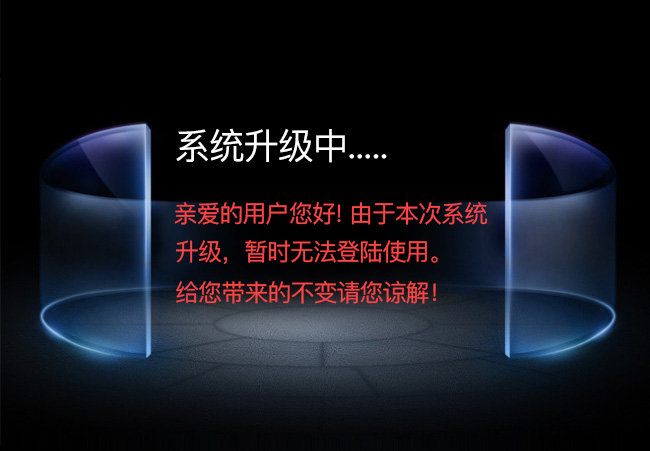 系统升级中.....
亲爱的用户您好! 由于本次系统
升级，暂时无法登陆使用。
给您带来的不变请您谅解!